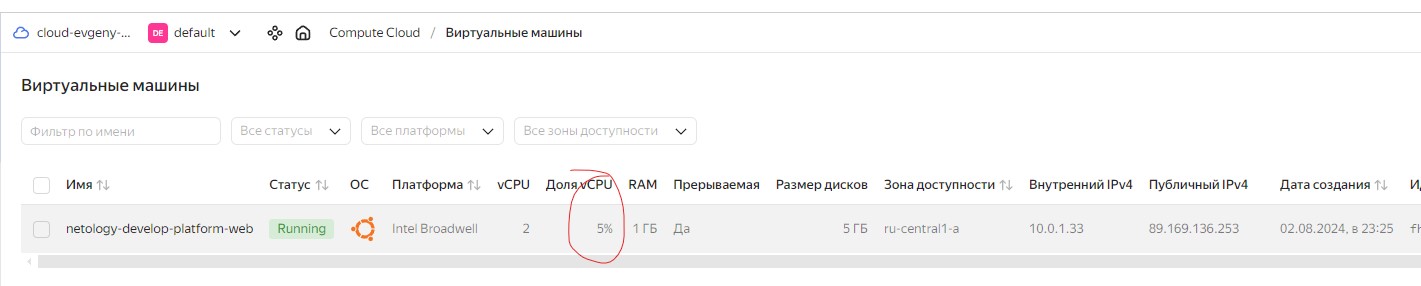 cloud-evgeny-... DE default Compute Cloud / Виртуальные машины
Виртуальные машины
Фильтр по имени Все статусы Все платформы Все зоны доступности
Имя Статус ОС Платформа vCPU Доля vCPU RAM Прерываемая Размер дисков Зона доступности Внутренний IPv4 Публичный IPv4 Дата создания
netology-develop-platform-web Running Intel Broadwell 2 5% 1 ГБ Да 5 ГБ ru-central1-a 10.0.1.33 89.169.136.253 02.08.2024, в 23:25